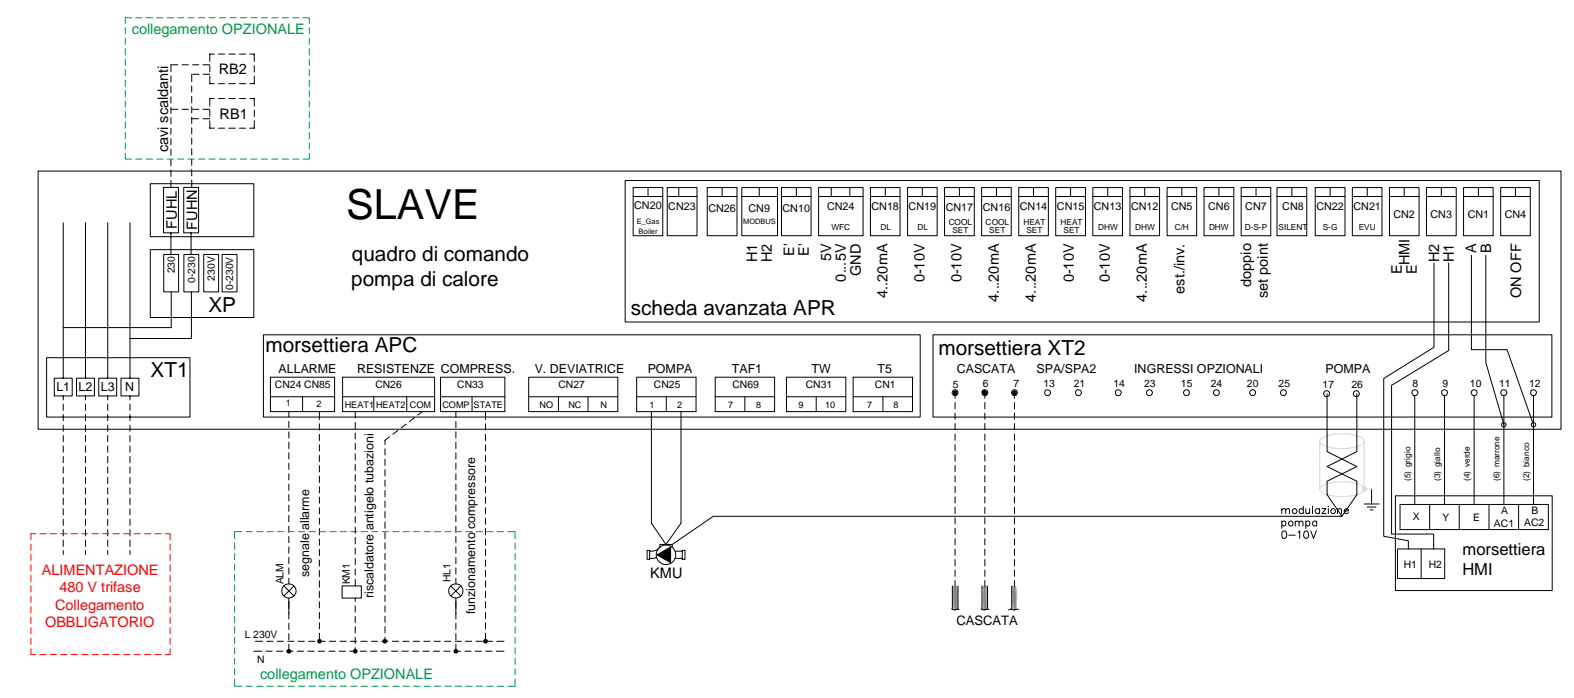 collegamento OPZIONALE
cavi scaldanti
RB2
RB1
FUHL
FUHN
230
0-230
230V
0-230V
XP
SLAVE
quadro di comando
pompa di calore
CN20
E_Gas
Boiler
CN23
CN26
CN9
MODBUS
CN10
CN24
WFC
CN18
DL
CN19
DL
CN17
COOL
SET
CN16
COOL
SET
CN14
HEAT
SET
CN15
HEAT
SET
CN13
DHW
CN12
DHW
CN5
C/H
CN6
DHW
CN7
D-S-P
CN8
SILENT
CN22
S-G
CN21
EVU
CN2
CN3
CN1
CN4
H1
H2
E'
E'
5V
0...5V
GND
4...20mA
0-10V
0-10V
4...20mA
4...20mA
0-10V
0-10V
4...20mA
est./inv.
doppio
set point
E
HMI
E
H2
H1
A
B
ON OFF
scheda avanzata APR
XT1
L1
L2
L3
N
morsettiera APC
ALLARME
RESISTENZE
COMPRESS.
V. DEVIATRICE
POMPA
TAF1
TW
T5
CN24 CN85
CN26
CN33
CN27
CN25
CN69
CN31
CN1
1 2
HEAT1 HEAT2 COM
COMP STATE
NO NC N
1 2
7 8
9 10
7 8
morsettiera XT2
CASCATA
SPA/SPA2
INGRESSI OPZIONALI
POMPA
5 6 7 13 21 14 23 15 24 20 25 17 26 8 9 10 11 12
(5) grigio
(3) giallo
(4) verde
(6) marrone
(2) bianco
X
Y
E
A
AC1
B
AC2
H1
H2
morsettiera
HMI
modulazione
pompa
0-10V
KMU
CASCATA
ALIMENTAZIONE
480 V trifase
Collegamento
OBBLIGATORIO
ALM
segnale allarme
KM1
riscaldatore antigelo tubazioni
HL1
funzionamento compressore
L 230V
N
collegamento OPZIONALE